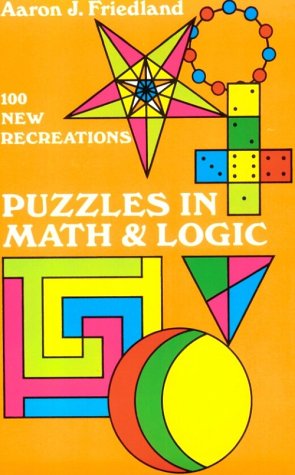 Aaron J. Friedland
100
NEW
RECREATIONS
PUZZLES IN
MATH & LOGIC